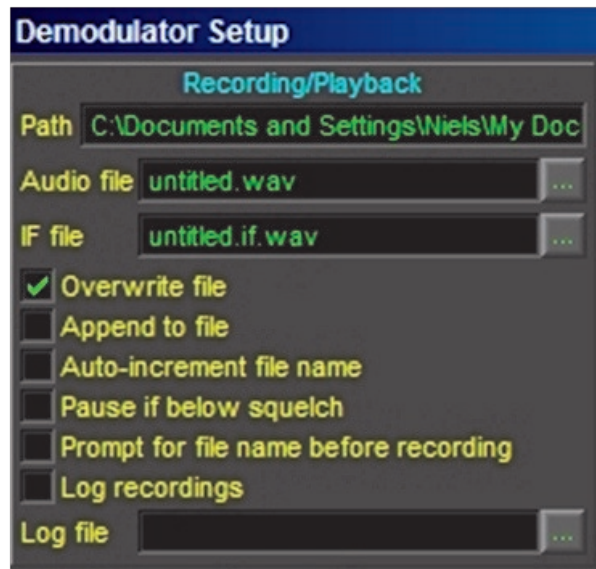 Demodulator Setup
Recording/Playback
Path C:\Documents and Settings\Niels\My Doc
Audio file untitled.wav ...
IF file untitled.if.wav ...
Overwrite file
Append to file
Auto-increment file name
Pause if below squelch
Prompt for file name before recording
Log recordings
Log file ...